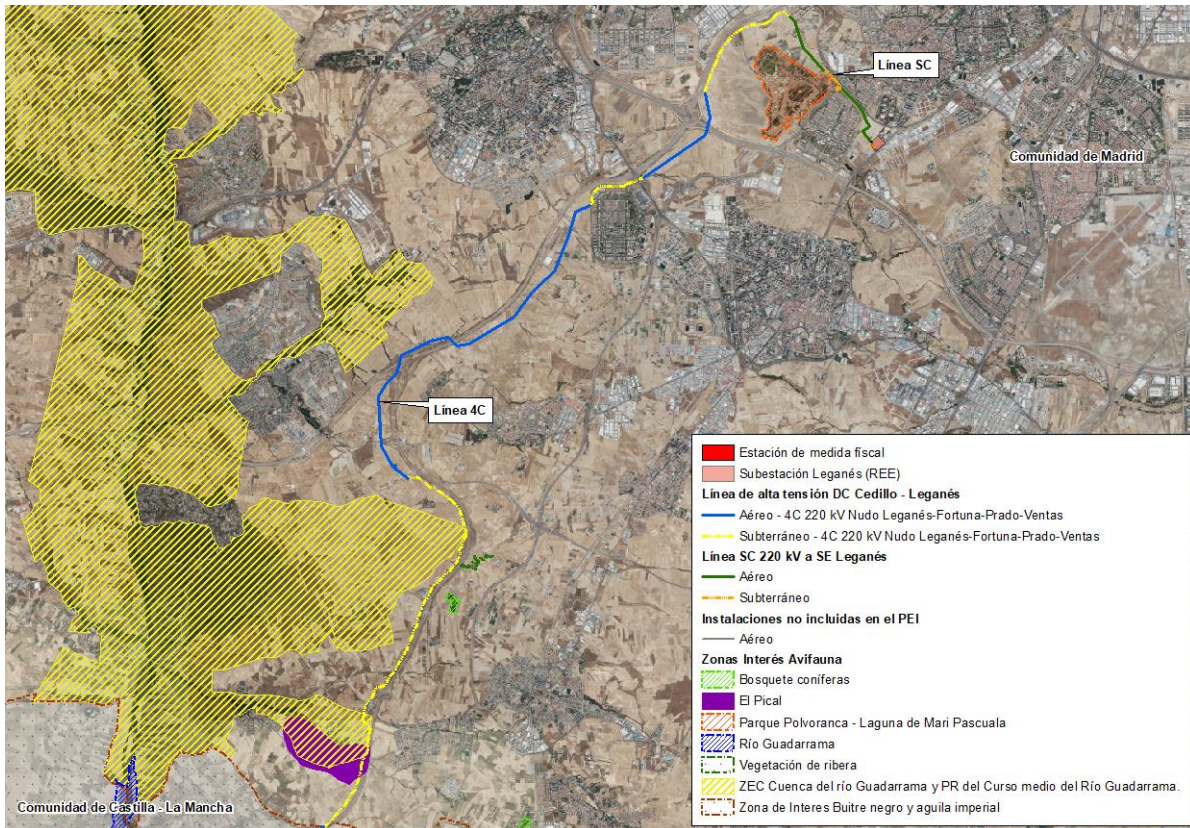 Línea SC
Comunidad de Madrid
Línea 4C
Estación de medida fiscal
Subestación Leganés (REE)
Línea de alta tensión DC Cedillo - Leganés
Aéreo - 4C 220 kV Nudo Leganés-Fortuna-Prado-Ventas
Subterráneo - 4C 220 kV Nudo Leganés-Fortuna-Prado-Ventas
Línea SC 220 kV a SE Leganés
Aéreo
Subterráneo
Instalaciones no incluidas en el PEI
Aéreo
Zonas Interés Avifauna
Bosquete coníferas
El Pical
Parque Polvoranca - Laguna de Mari Pascuala
Río Guadarrama
Vegetación de ribera
ZEC Cuenca del río Guadarrama y PR del Curso medio del Río Guadarrama.
Zona de Interes Buitre negro y aguila imperial
Comunidad de Castilla - La Mancha